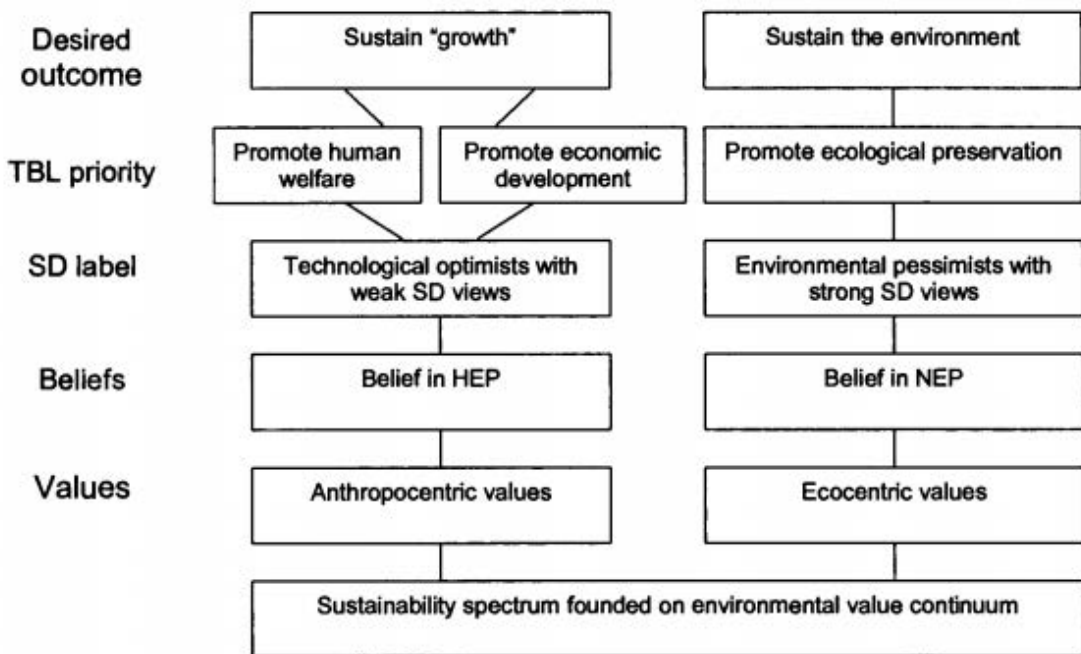 Desired
outcome
Sustain "growth"
Sustain the environment
TBL priority
Promote human
welfare
Promote economic
development
Promote ecological preservation
SD label
Technological optimists with
weak SD views
Environmental pessimists with
strong SD views
Beliefs
Belief in HEP
Belief in NEP
Values
Anthropocentric values
Ecocentric values
Sustainability spectrum founded on environmental value continuum